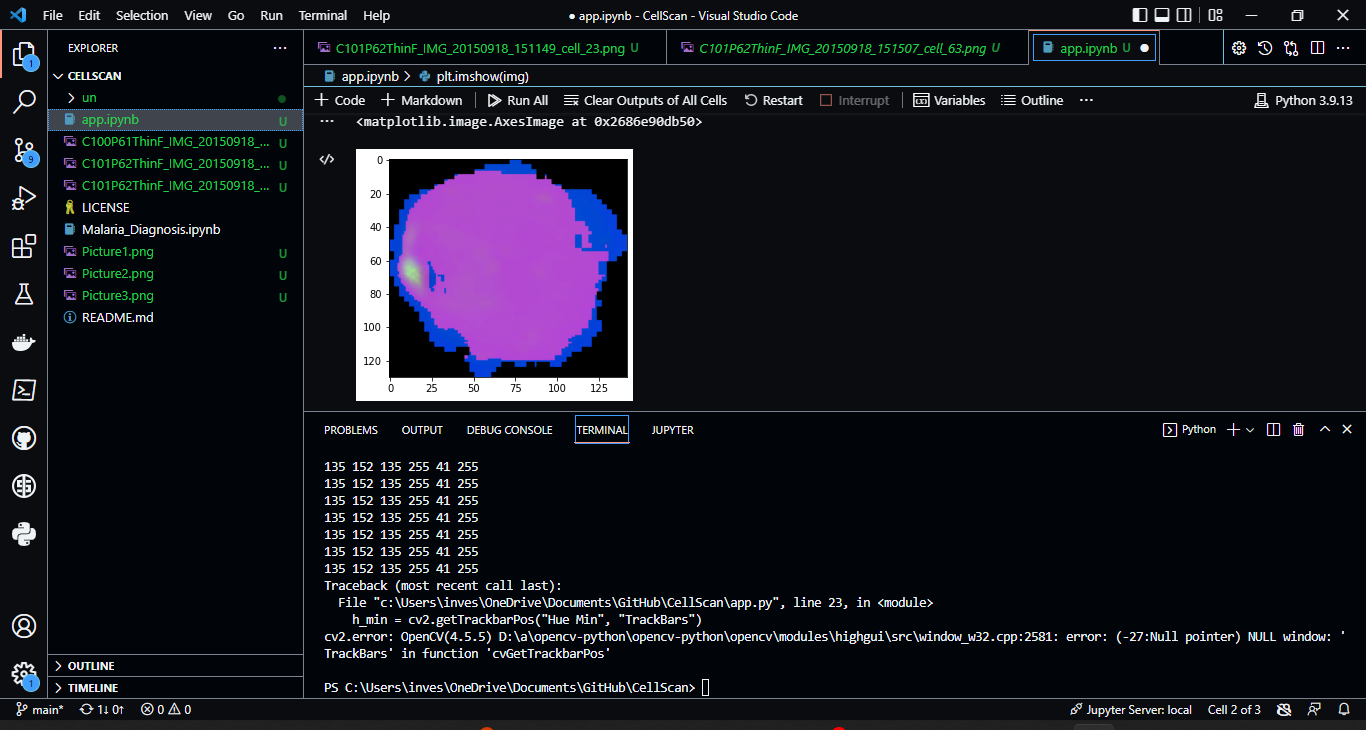 File Edit Selection View Go Run Terminal Help
● app.ipynb - CellScan - Visual Studio Code
EXPLORER
CELLSCAN
un
app.ipynb U
C100P61ThinF_IMG_20150918_... U
C101P62ThinF_IMG_20150918_... U
C101P62ThinF_IMG_20150918_... U
LICENSE
Malaria_Diagnosis.ipynb
Picture1.png U
Picture2.png U
Picture3.png U
README.md
OUTLINE
TIMELINE
1
9
1
C101P62ThinF_IMG_20150918_151149_cell_23.png U
C101P62ThinF_IMG_20150918_151507_cell_63.png U
app.ipynb U ●
app.ipynb > plt.imshow(img)
+ Code + Markdown Run All Clear Outputs of All Cells Restart Interrupt Variables Outline ... Python 3.9.13
... <matplotlib.image.AxesImage at 0x2686e90db50>
0
20
40
60
80
100
120
0 25 50 75 100 125
PROBLEMS OUTPUT DEBUG CONSOLE TERMINAL JUPYTER
Python
135 152 135 255 41 255
135 152 135 255 41 255
135 152 135 255 41 255
135 152 135 255 41 255
135 152 135 255 41 255
135 152 135 255 41 255
135 152 135 255 41 255
Traceback (most recent call last):
File "c:\Users\inves\OneDrive\Documents\GitHub\CellScan\app.py", line 23, in <module>
h_min = cv2.getTrackbarPos("Hue Min", "TrackBars")
cv2.error: OpenCV(4.5.5) D:\a\opencv-python\opencv-python\opencv\modules\highgui\src\window_w32.cpp:2581: error: (-27:Null pointer) NULL window: '
TrackBars' in function 'cvGetTrackbarPos'
PS C:\Users\inves\OneDrive\Documents\GitHub\CellScan>
main* 1↓ 0↑ 0 0
Jupyter Server: local Cell 2 of 3